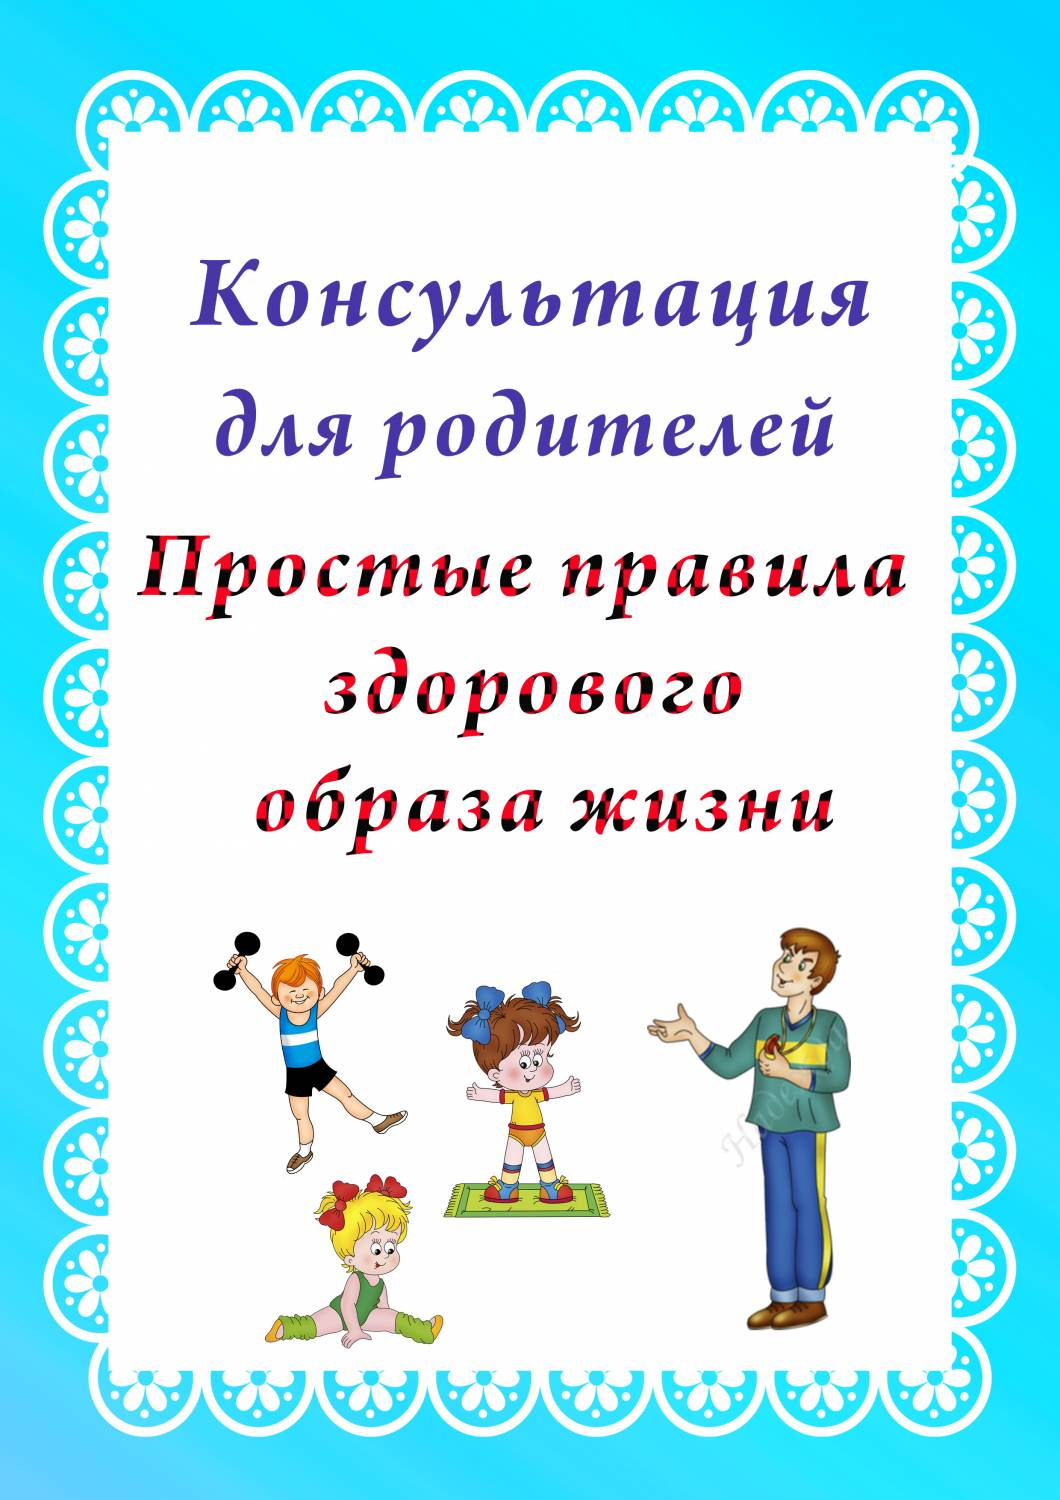 Консультация
для родителей
Простые правила
здорового
образа жизни